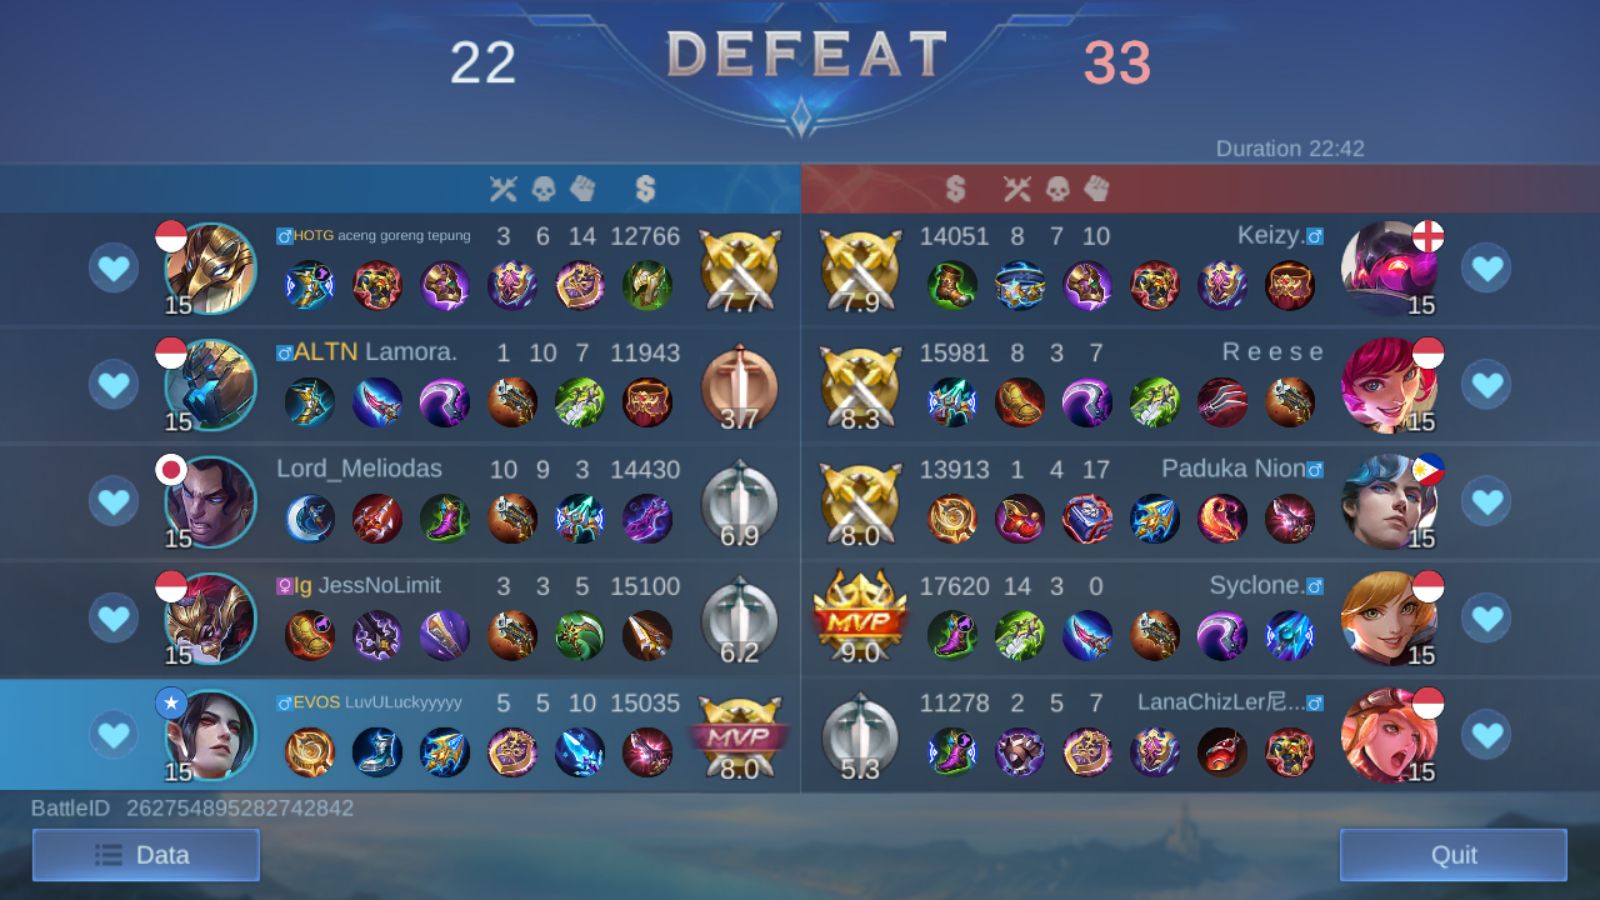 22 DEFEAT 33
Duration 22:42
HOTG aceng goreng tepung 3 6 14 12766
15 7.7
14051 8 7 10 Keizy.
7.9 15
ALTN Lamora. 1 10 7 11943
15 3.7
15981 8 3 7 R e e s e
8.3 15
Lord_Meliodas 10 9 3 14430
15 6.9
13913 1 4 17 Paduka Nion
8.0 15
Ig JessNoLimit 3 3 5 15100
15 6.2
17620 14 3 0 Syclone.
MVP
9.0 15
EVOS LuvULuckyyyyy 5 5 10 15035
MVP
15 8.0
11278 2 5 7 LanaChizLer尼...
5.3 15
BattleID 262754895282742842
Data
Quit